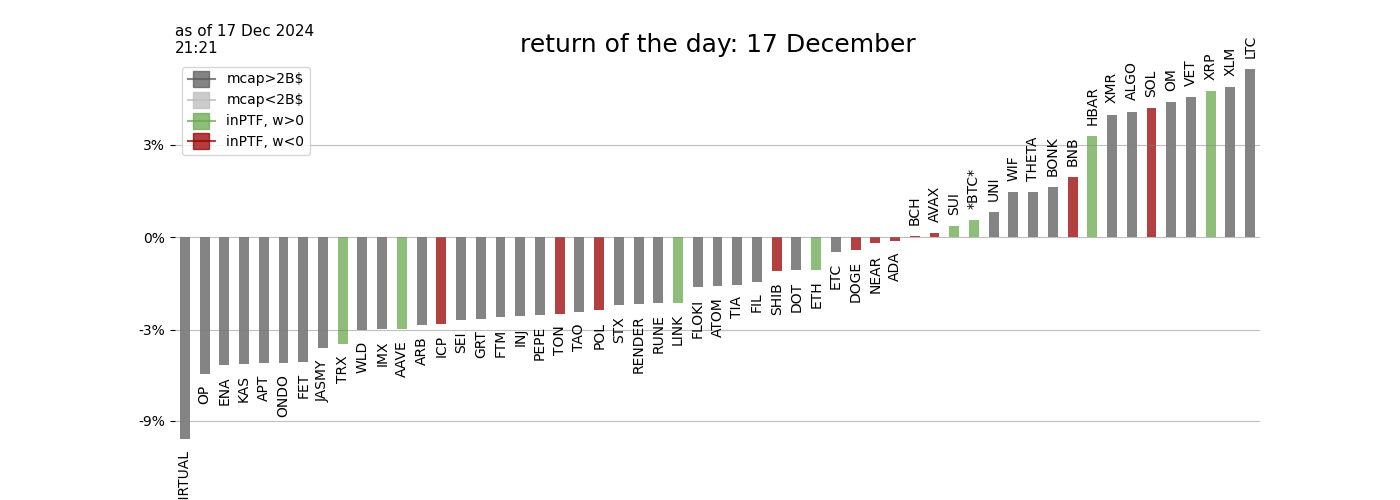 as of 17 Dec 2024
21:21
return of the day: 17 December
mcap>2B$
mcap<2B$
inPTF, w>0
inPTF, w<0
3%
0%
-3%
-9%
IRTUAL
OP
ENA
KAS
APT
ONDO
FET
JASMY
TRX
WLD
IMX
AAVE
ARB
ICP
SEI
GRT
FTM
INJ
PEPE
TON
TAO
POL
STX
RENDER
RUNE
LINK
FLOKI
ATOM
TIA
FIL
SHIB
DOT
ETH
ETC
DOGE
NEAR
ADA
BCH
AVAX
SUI
*BTC*
UNI
WIF
THETA
BONK
BNB
HBAR
XMR
ALGO
SOL
OM
VET
XRP
XLM
LTC